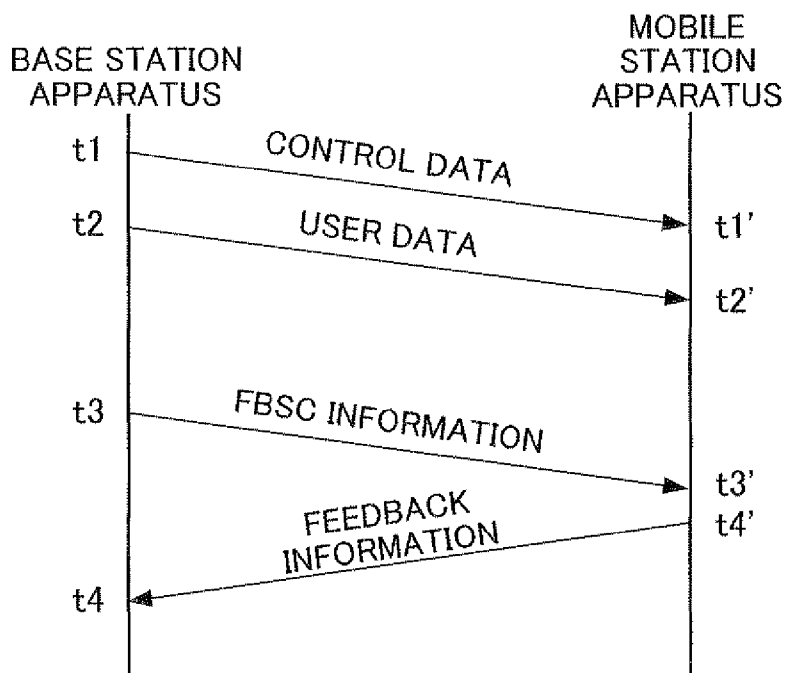 BASE STATION
APPARATUS
MOBILE
STATION
APPARATUS
t1
CONTROL DATA
t1'
t2
USER DATA
t2'
t3
FBSC INFORMATION
t3'
FEEDBACK
INFORMATION
t4'
t4